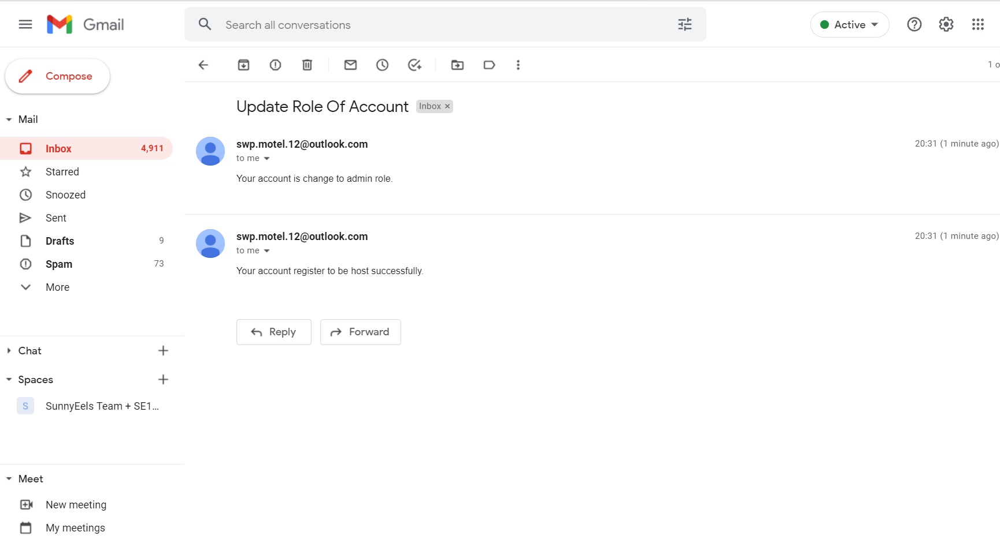 Gmail
Search all conversations
Active
Compose
1 o
Mail
Inbox 4,911
Starred
Snoozed
Sent
Drafts 9
Spam 73
More
Chat
Spaces
S SunnyEels Team + SE1...
Meet
New meeting
My meetings
Update Role Of Account Inbox ×
swp.motel.12@outlook.com 20:31 (1 minute ago)
to me
Your account is change to admin role.
swp.motel.12@outlook.com 20:31 (1 minute ago)
to me
Your account register to be host successfully.
Reply Forward